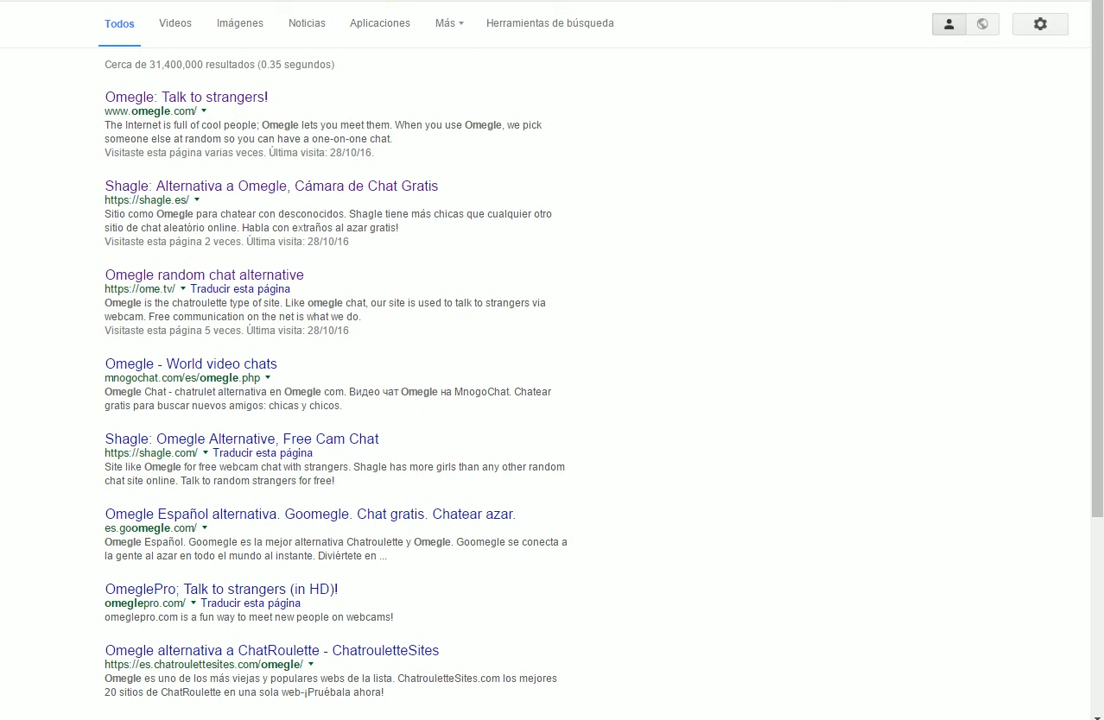 Todos Videos Imágenes Noticias Aplicaciones Más Herramientas de búsqueda
Cerca de 31,400,000 resultados (0.35 segundos)
Omegle: Talk to strangers!
www.omegle.com/
The Internet is full of cool people; Omegle lets you meet them. When you use Omegle, we pick
someone else at random so you can have a one-on-one chat.
Visitaste esta página varias veces. Última visita: 28/10/16.
Shagle: Alternativa a Omegle, Cámara de Chat Gratis
https://shagle.es/
Sitio como Omegle para chatear con desconocidos. Shagle tiene más chicas que cualquier otro
sitio de chat aleatório online. Habla con extraños al azar gratis!
Visitaste esta página 2 veces. Última visita: 28/10/16
Omegle random chat alternative
https://ome.tv/ Traducir esta página
Omegle is the chatroulette type of site. Like omegle chat, our site is used to talk to strangers via
webcam. Free communication on the net is what we do.
Visitaste esta página 5 veces. Última visita: 28/10/16
Omegle - World video chats
mnogochat.com/es/omegle.php
Omegle Chat - chatrulet alternativa en Omegle com. Видео чат Omegle на MnogoChat. Chatear
gratis para buscar nuevos amigos: chicas y chicos.
Shagle: Omegle Alternative, Free Cam Chat
https://shagle.com/ Traducir esta página
Site like Omegle for free webcam chat with strangers. Shagle has more girls than any other random
chat site online. Talk to random strangers for free!
Omegle Español alternativa. Goomegle. Chat gratis. Chatear azar.
es.goomegle.com/
Omegle Español. Goomegle es la mejor alternativa Chatroulette y Omegle. Goomegle se conecta a
la gente al azar en todo el mundo al instante. Diviértete en ...
OmeglePro; Talk to strangers (in HD)!
omeglepro.com/ Traducir esta página
omeglepro.com is a fun way to meet new people on webcams!
Omegle alternativa a ChatRoulette - ChatrouletteSites
https://es.chatroulettesites.com/omegle/
Omegle es uno de los más viejas y populares webs de la lista. ChatrouletteSites.com los mejores
20 sitios de ChatRoulette en una sola web-¡Pruébala ahora!